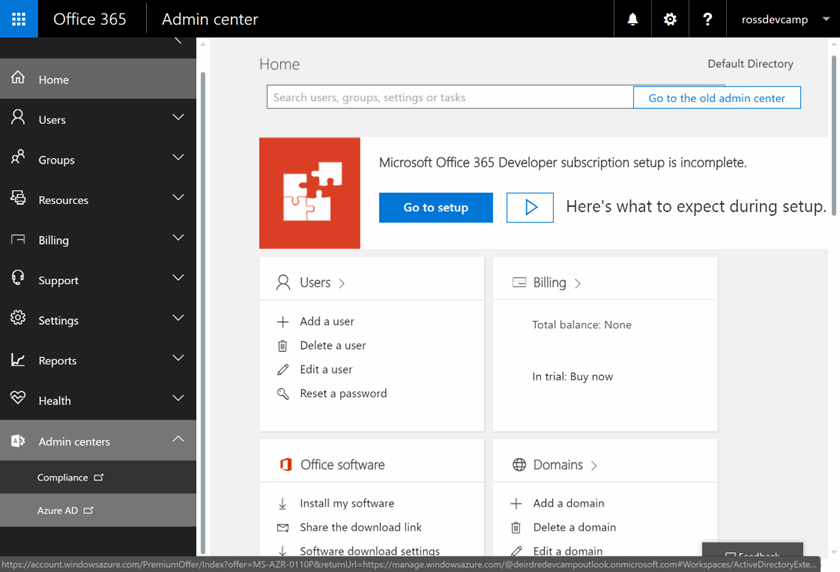 Office 365
Admin center
?
rossdevcamp
Home
Users
Groups
Resources
Billing
Support
Settings
Reports
Health
Admin centers
Compliance
Azure AD
Home
Default Directory
Search users, groups, settings or tasks
Go to the old admin center
Microsoft Office 365 Developer subscription setup is incomplete.
Go to setup
Here's what to expect during setup.
Users
Add a user
Delete a user
Edit a user
Reset a password
Billing
Total balance: None
In trial: Buy now
Office software
Install my software
Share the download link
Software download settings
Domains
Add a domain
Delete a domain
Edit a domain
Feedback
https://account.windowsazure.com/PremiumOffer/Index?offer=MS-AZR-0110P&returnUrl=https://manage.windowsazure.com/@deirdredevcampoutlook.onmicrosoft.com#Workspaces/ActiveDirectoryExte...